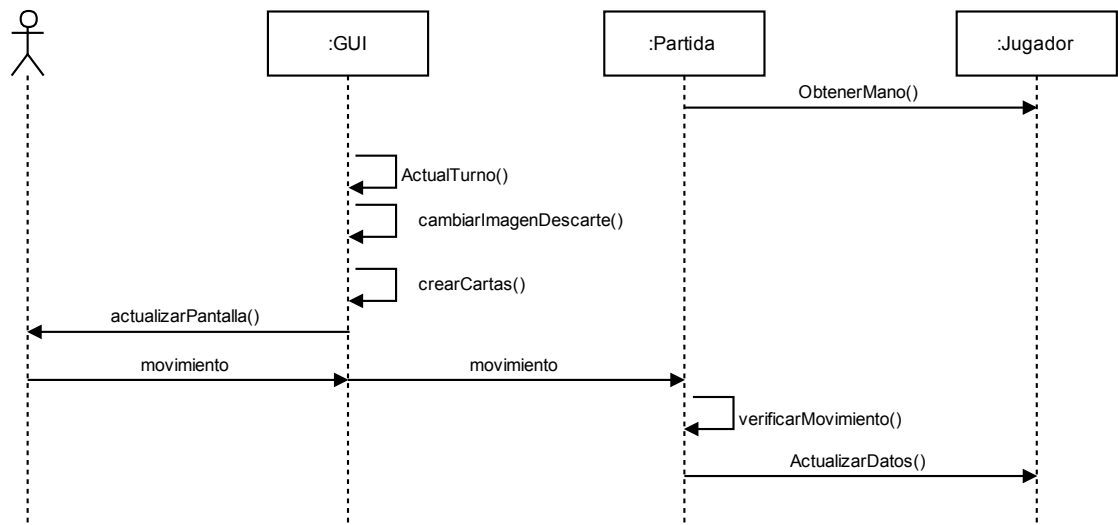 :GUI
:Partida
:Jugador
ObtenerMano()
ActualTurno()
cambiarImagenDescarte()
crearCartas()
actualizarPantalla()
movimiento
movimiento
verificarMovimiento()
ActualizarDatos()